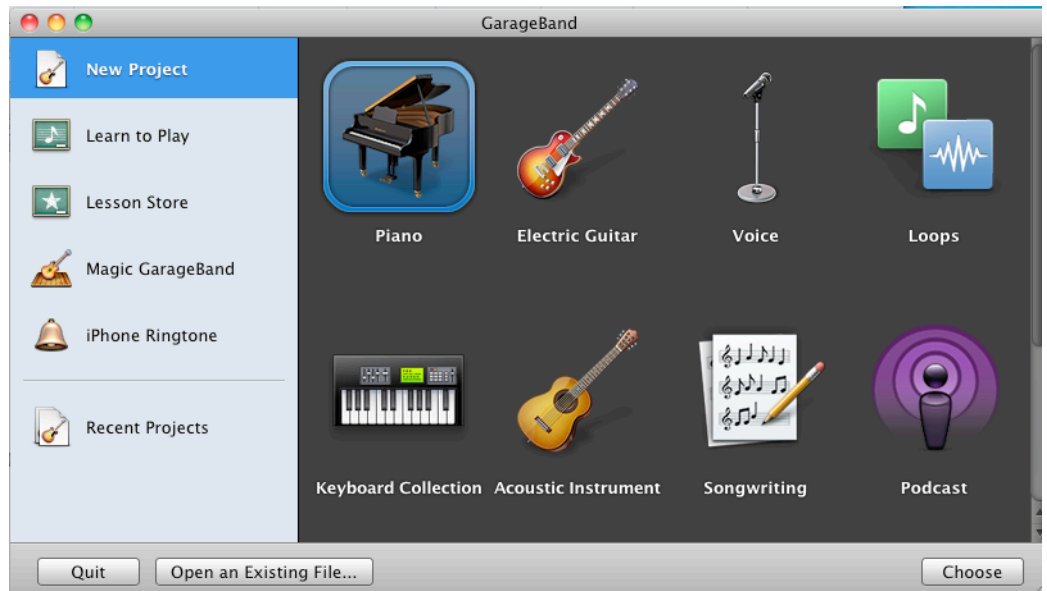 GarageBand
New Project
Learn to Play
Lesson Store
Magic GarageBand
iPhone Ringtone
Recent Projects
Piano
Electric Guitar
Voice
Loops
Keyboard Collection
Acoustic Instrument
Songwriting
Podcast
Quit
Open an Existing File...
Choose